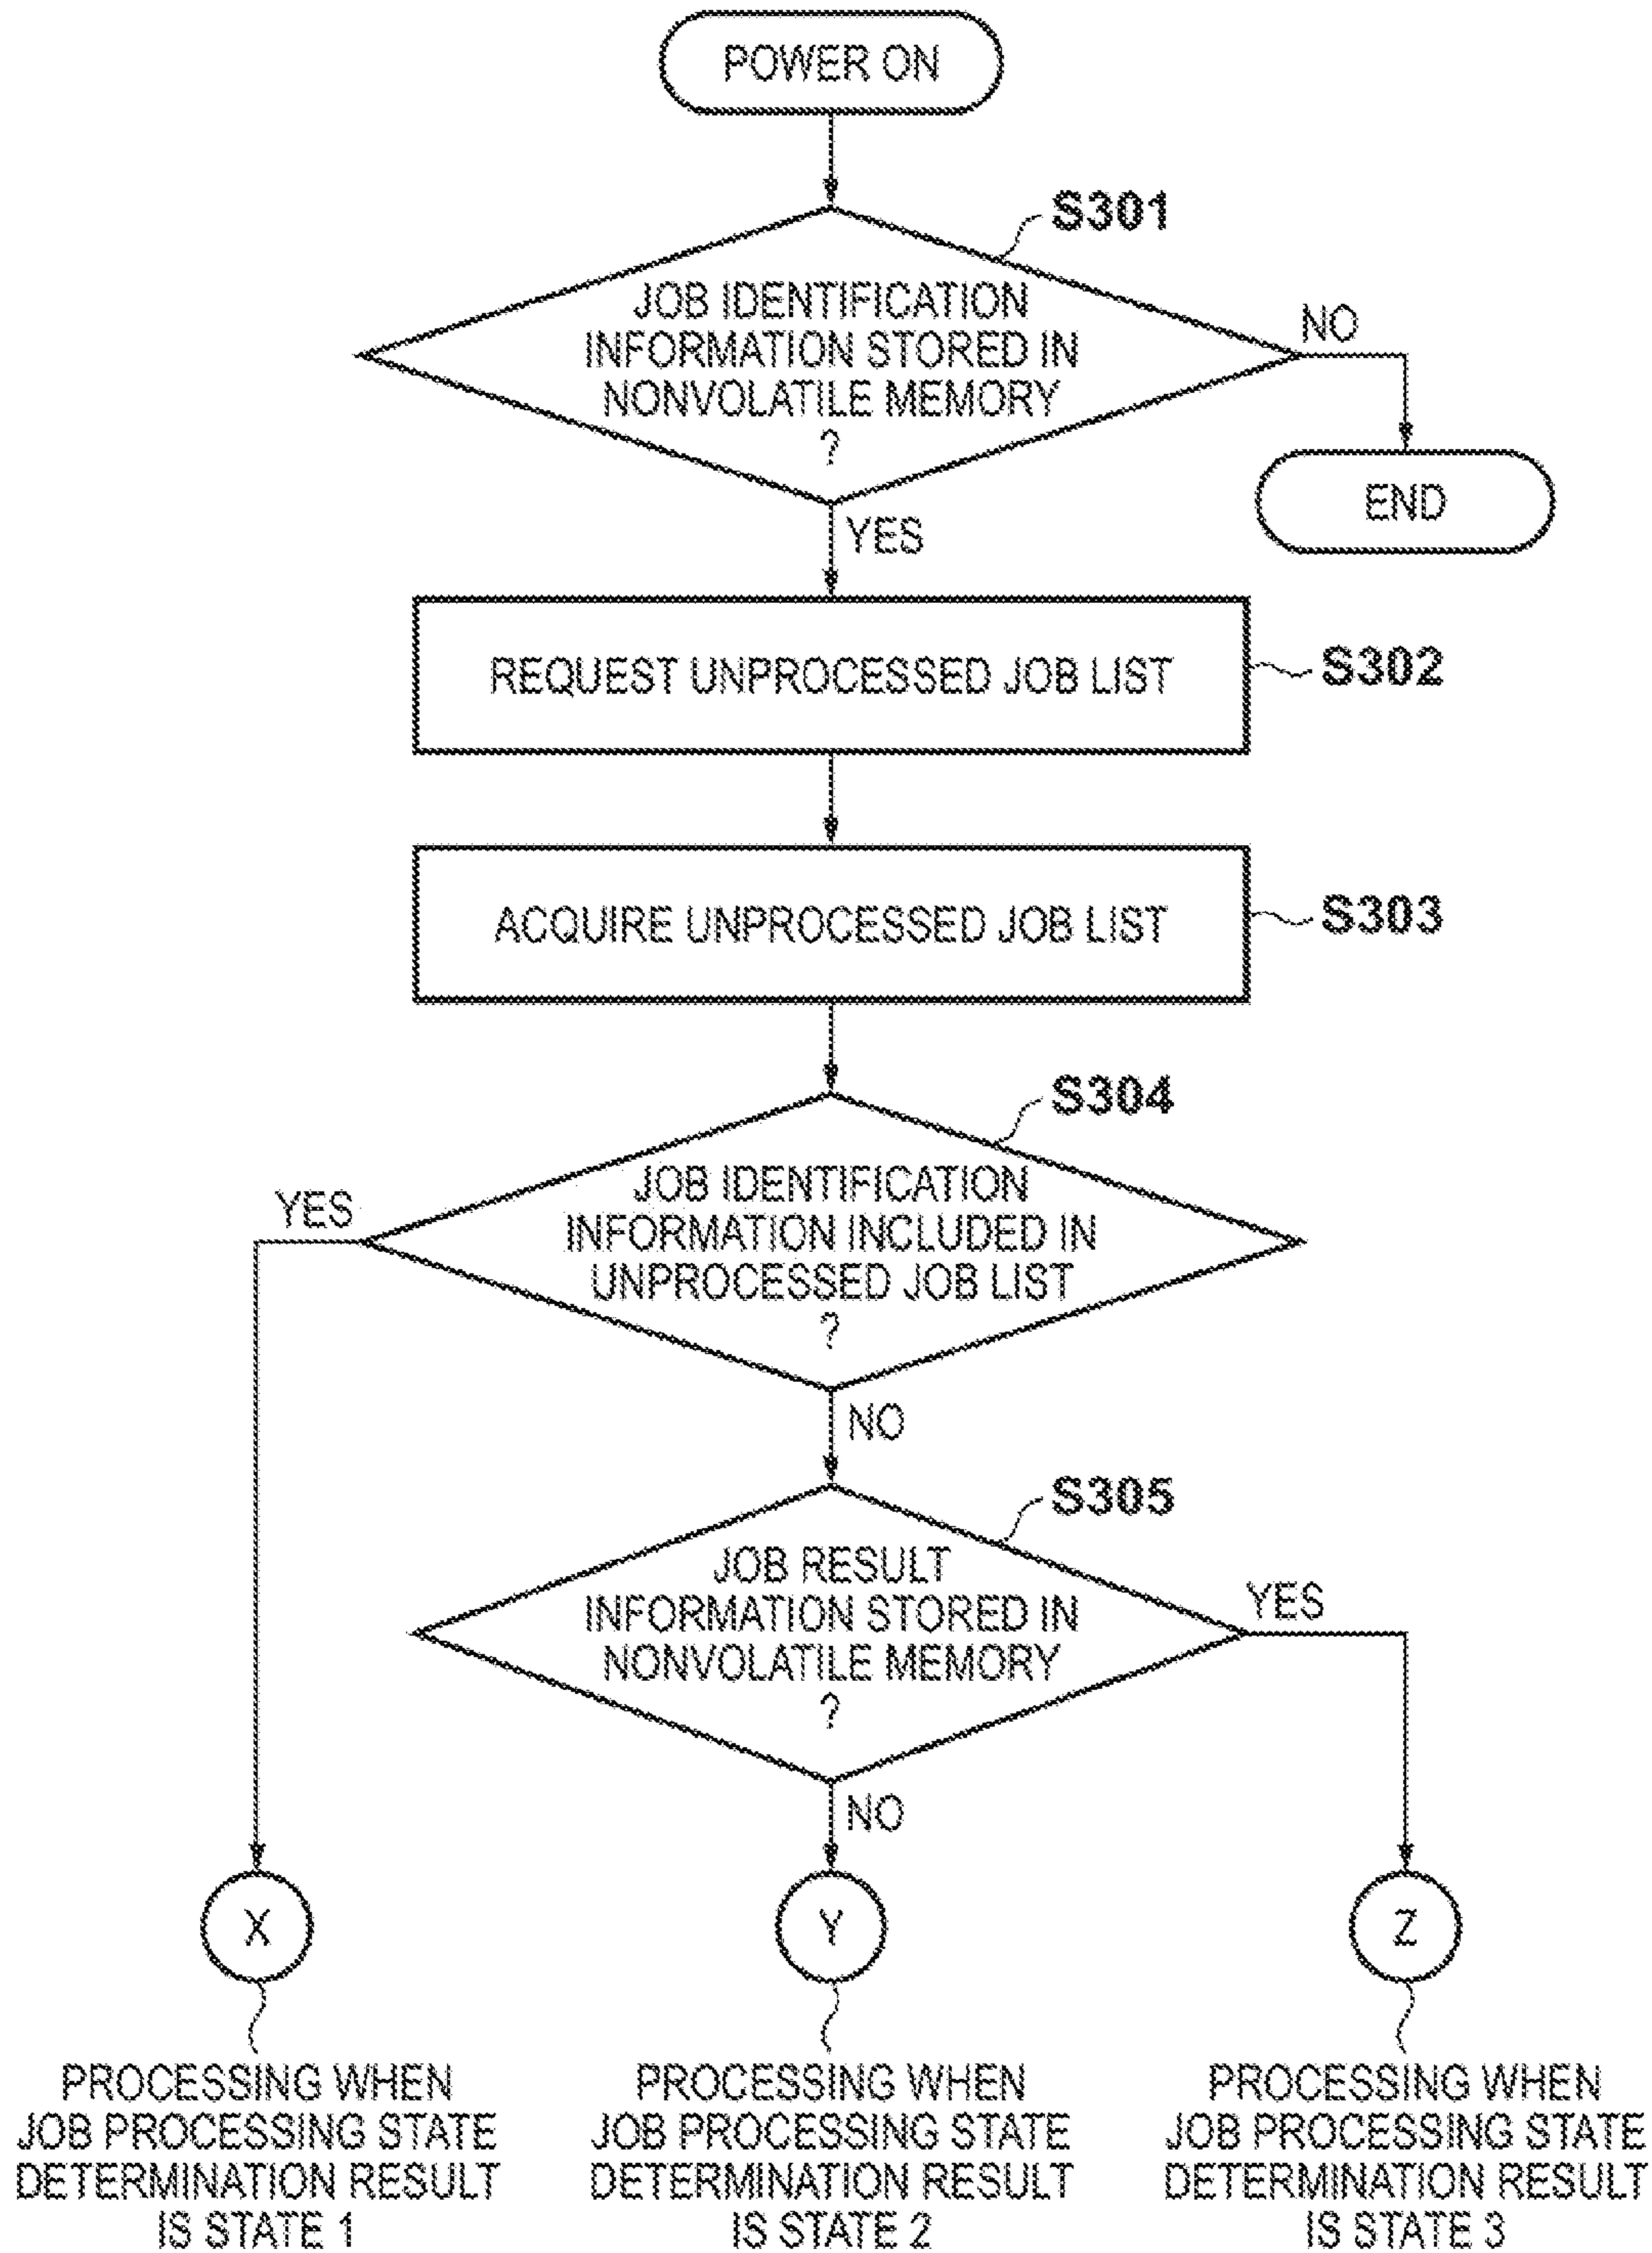 POWER ON
S301
JOB IDENTIFICATION
INFORMATION STORED IN
NONVOLATILE MEMORY
?
NO
END
YES
REQUEST UNPROCESSED JOB LIST
S302
ACQUIRE UNPROCESSED JOB LIST
S303
S304
JOB IDENTIFICATION
INFORMATION INCLUDED IN
UNPROCESSED JOB LIST
?
YES
NO
S305
JOB RESULT
INFORMATION STORED IN
NONVOLATILE MEMORY
?
YES
NO
X
Y
Z
PROCESSING WHEN
JOB PROCESSING STATE
DETERMINATION RESULT
IS STATE 1
PROCESSING WHEN
JOB PROCESSING STATE
DETERMINATION RESULT
IS STATE 2
PROCESSING WHEN
JOB PROCESSING STATE
DETERMINATION RESULT
IS STATE 3